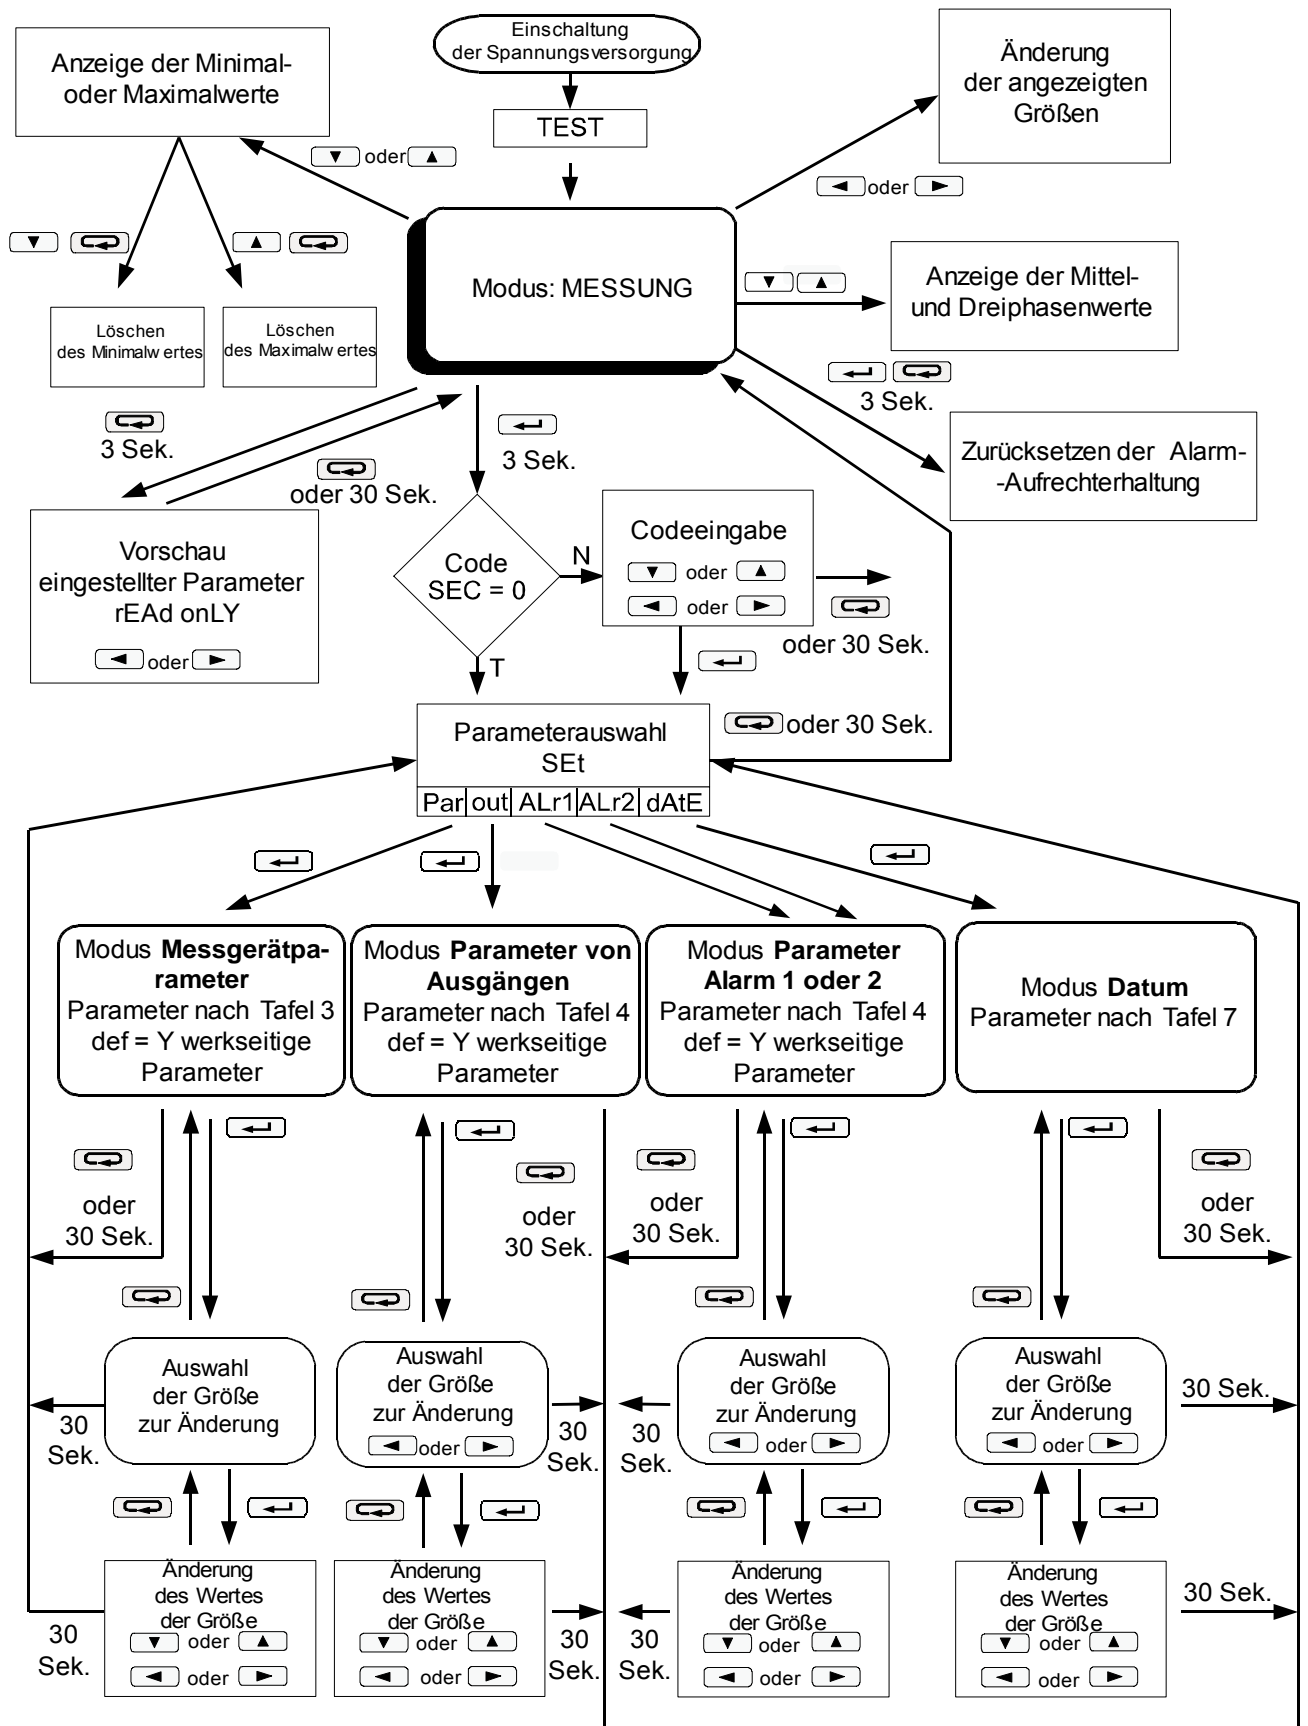 Einschaltung
der Spannungsversorgung
Anzeige der Minimal-
oder Maximalwerte
Änderung
der angezeigten
Größen
TEST
oder
oder
Modus: MESSUNG
Anzeige der Mittel-
und Dreiphasenwerte
Löschen
des Minimalwertes
Löschen
des Maximalwertes
3 Sek.
3 Sek.
3 Sek.
oder 30 Sek.
Zurücksetzen der Alarm-
-Aufrechterhaltung
Vorschau
eingestellter Parameter
rEAd onLY
oder
Code
SEC = 0
N
T
Codeeingabe
oder
oder
oder 30 Sek.
oder 30 Sek.
Parameterauswahl
SEt
Par out ALr1 ALr2 dAtE
Modus Messgerätpa-
rameter
Parameter nach Tafel 3
def = Y werkseitige
Parameter
Modus Parameter von
Ausgängen
Parameter nach Tafel 4
def = Y werkseitige
Parameter
Modus Parameter
Alarm 1 oder 2
Parameter nach Tafel 4
def = Y werkseitige
Parameter
Modus Datum
Parameter nach Tafel 7
oder
30 Sek.
oder
30 Sek.
oder
30 Sek.
oder
30 Sek.
Auswahl
der Größe
zur Änderung
Auswahl
der Größe
zur Änderung
oder
Auswahl
der Größe
zur Änderung
oder
Auswahl
der Größe
zur Änderung
oder
30
Sek.
30
Sek.
30
Sek.
30 Sek.
Änderung
des Wertes
der Größe
oder
oder
Änderung
des Wertes
der Größe
oder
oder
Änderung
des Wertes
der Größe
oder
oder
Änderung
des Wertes
der Größe
oder
oder
30
Sek.
30
Sek.
30
Sek.
30 Sek.